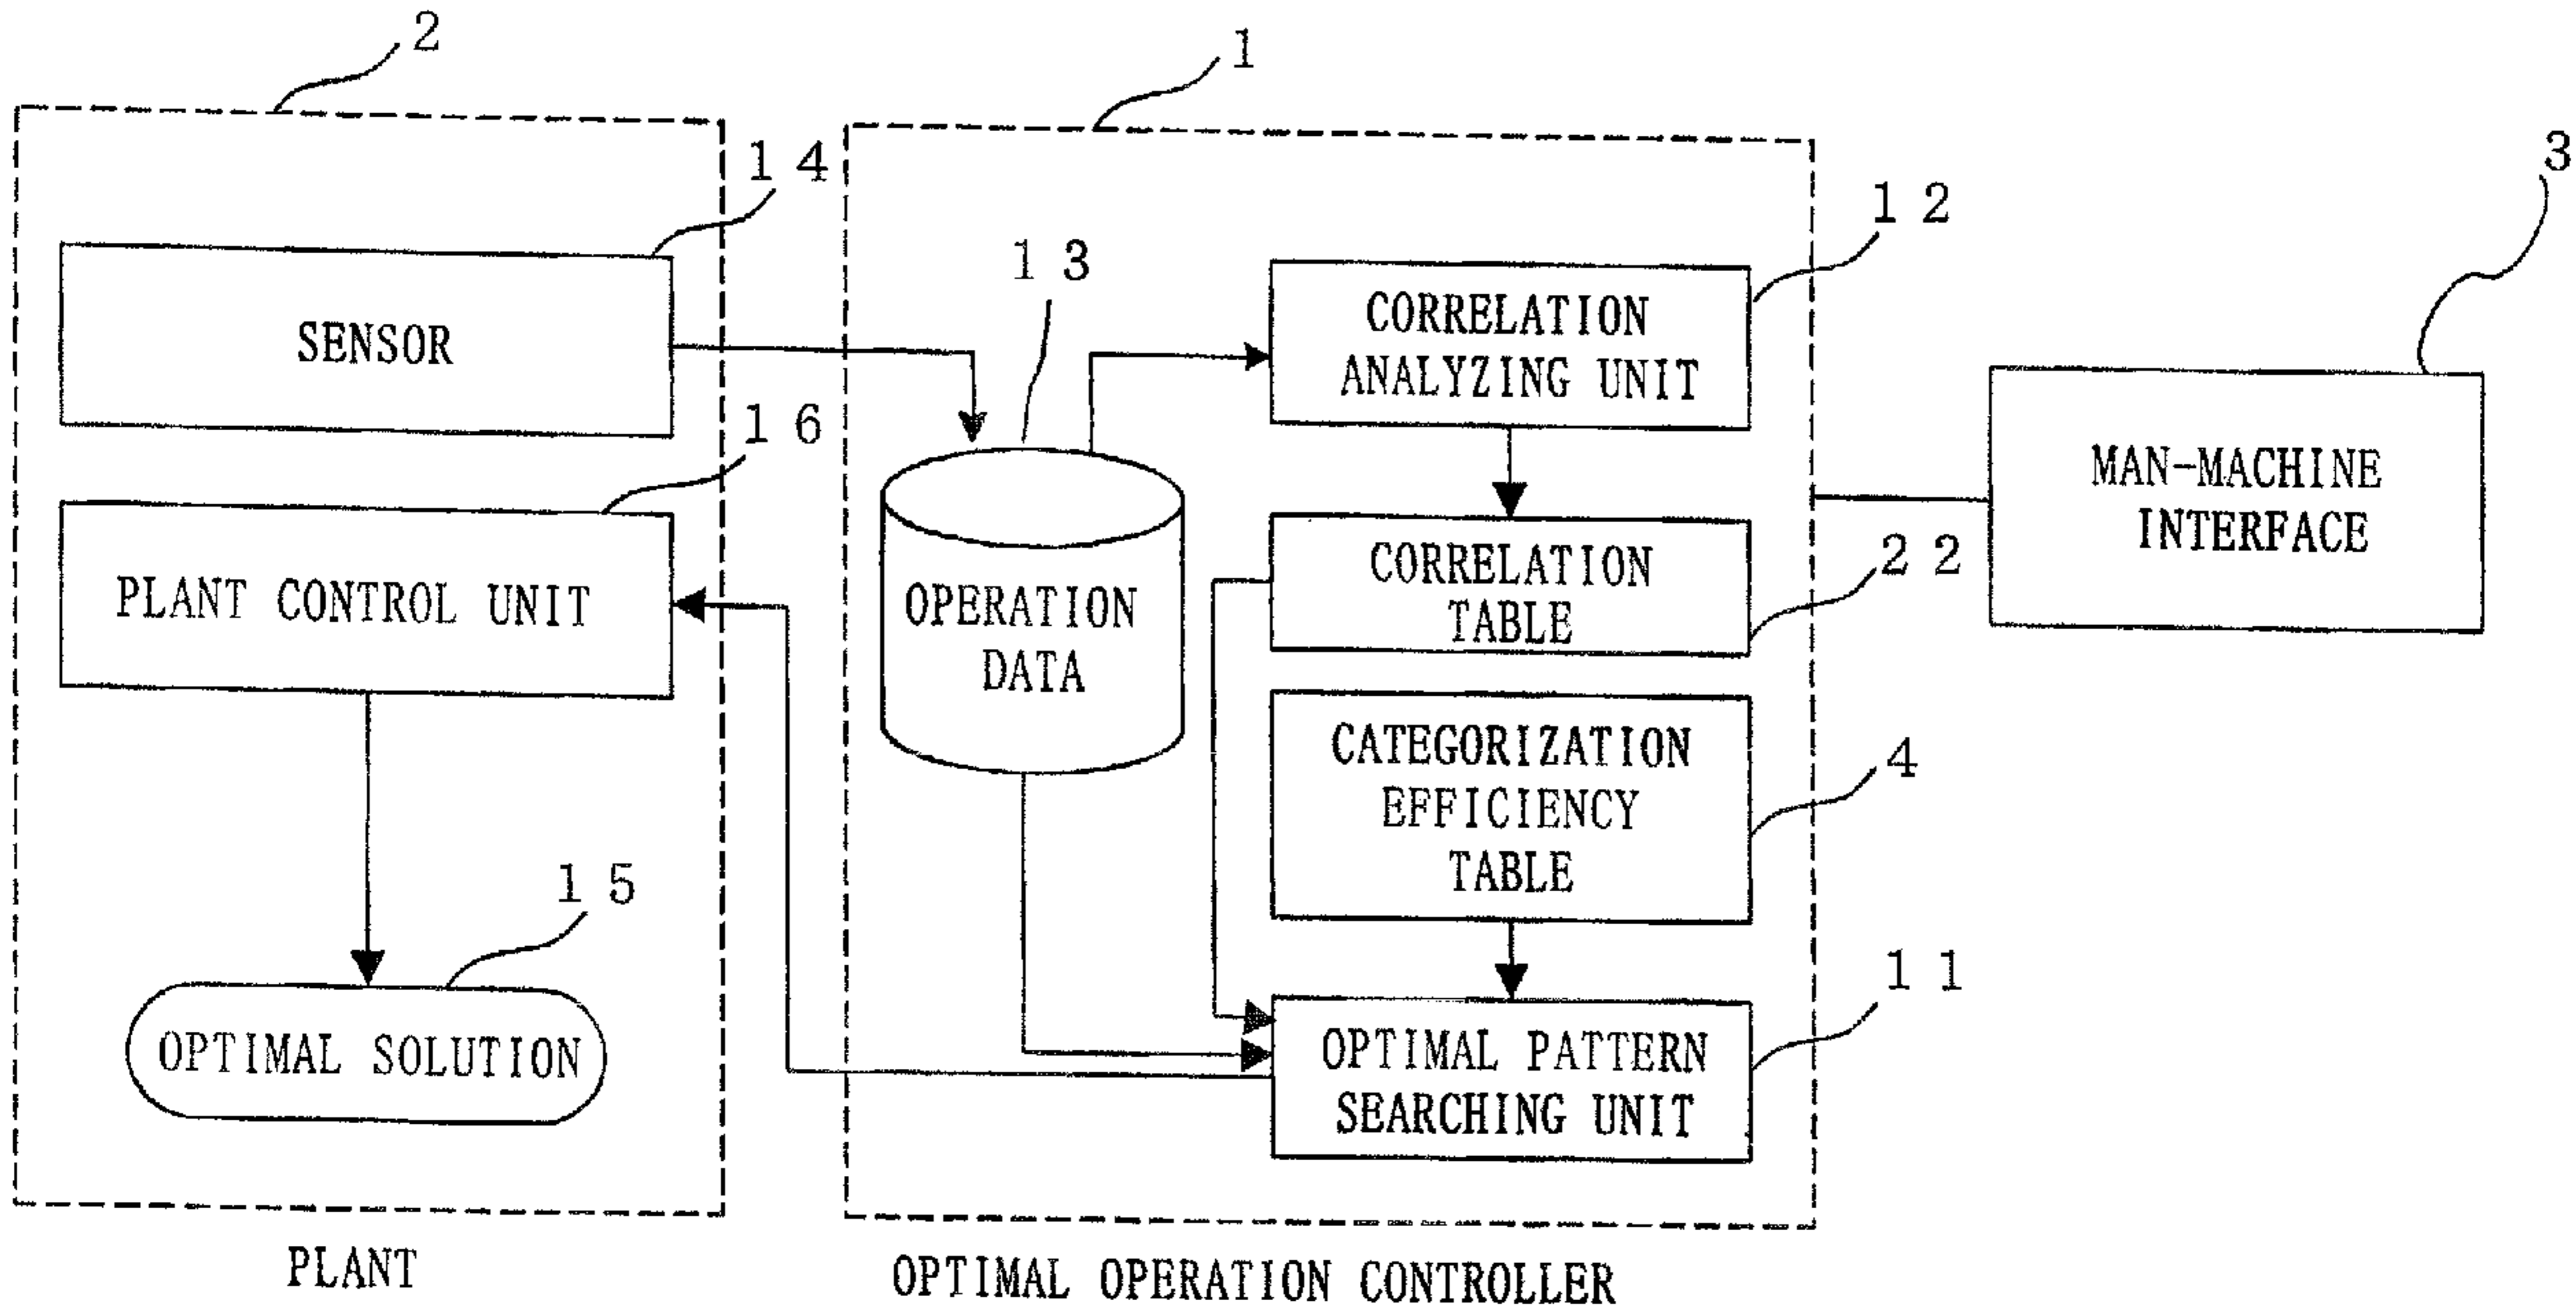 2
1
14
3
12
13
SENSOR
CORRELATION
ANALYZING UNIT
16
MAN-MACHINE
INTERFACE
22
CORRELATION
TABLE
PLANT CONTROL UNIT
OPERATION
DATA
CATEGORIZATION
EFFICIENCY
TABLE
4
15
11
OPTIMAL SOLUTION
OPTIMAL PATTERN
SEARCHING UNIT
PLANT
OPTIMAL OPERATION CONTROLLER